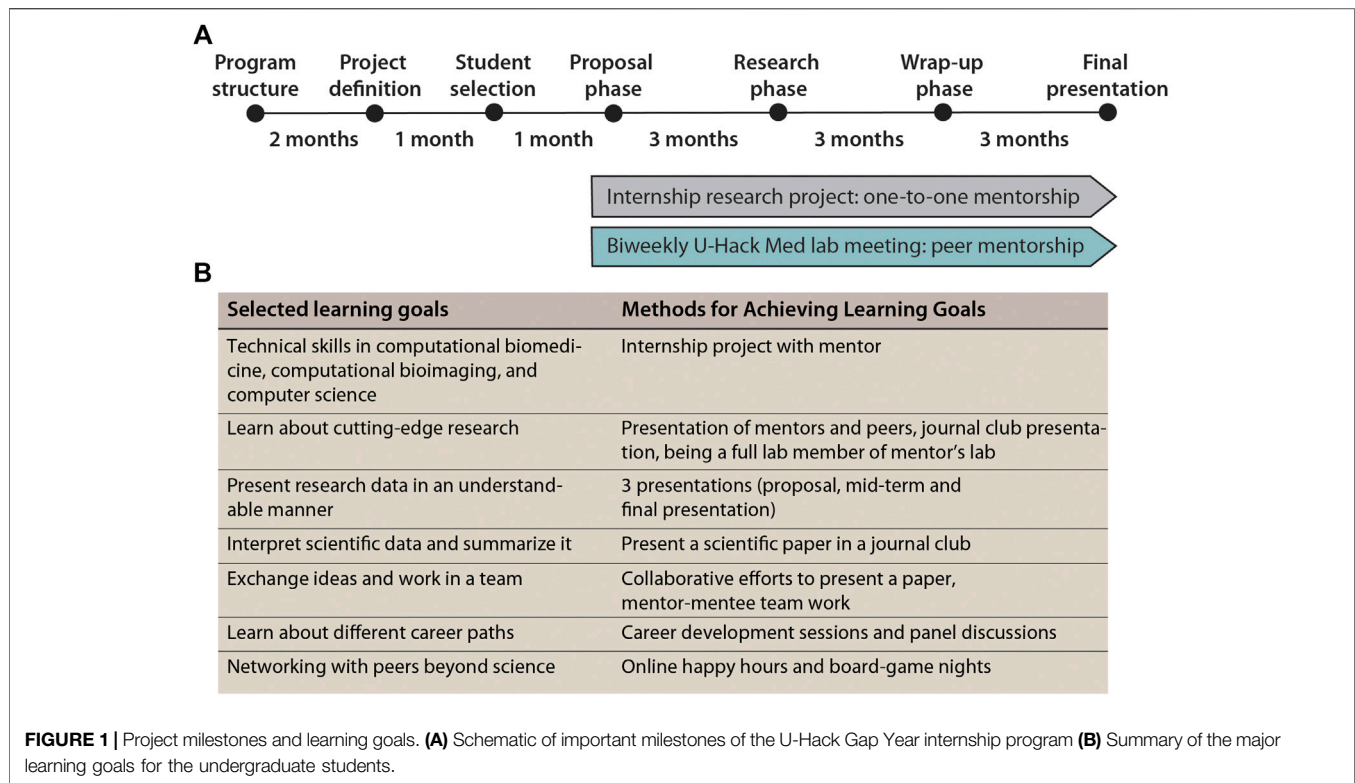 A
Program structure
Project definition
Student selection
Proposal phase
Research phase
Wrap-up phase
Final presentation
2 months
1 month
1 month
3 months
3 months
3 months
Internship research project: one-to-one mentorship
Biweekly U-Hack Med lab meeting: peer mentorship
B
Selected learning goals
Methods for Achieving Learning Goals
Technical skills in computational biomedi-
cine, computational bioimaging, and
computer science
Internship project with mentor
Learn about cutting-edge research
Presentation of mentors and peers, journal club presenta-
tion, being a full lab member of mentor's lab
Present research data in an understand-
able manner
3 presentations (proposal, mid-term and
final presentation)
Interpret scientific data and summarize it
Present a scientific paper in a journal club
Exchange ideas and work in a team
Collaborative efforts to present a paper,
mentor-mentee team work
Learn about different career paths
Career development sessions and panel discussions
Networking with peers beyond science
Online happy hours and board-game nights
FIGURE 1 | Project milestones and learning goals. (A) Schematic of important milestones of the U-Hack Gap Year internship program (B) Summary of the major
learning goals for the undergraduate students.